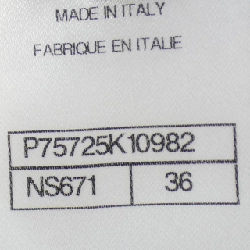 MADE IN ITALY
FABRIQUE EN ITALIE
P75725K10982
NS671 36